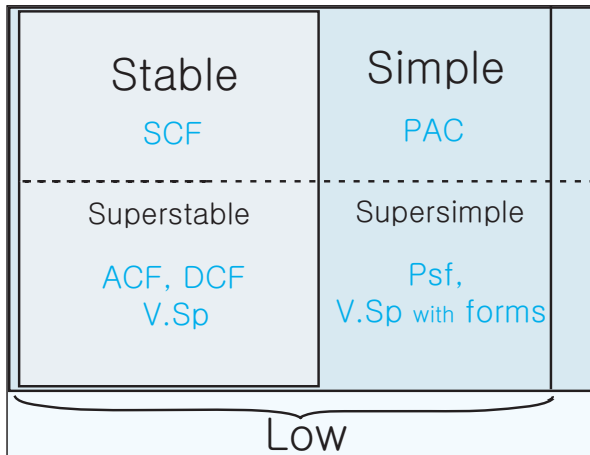 Stable
SCF
Simple
PAC
Superstable
ACF, DCF
V.Sp
Supersimple
Psf,
V.Sp with forms
Low